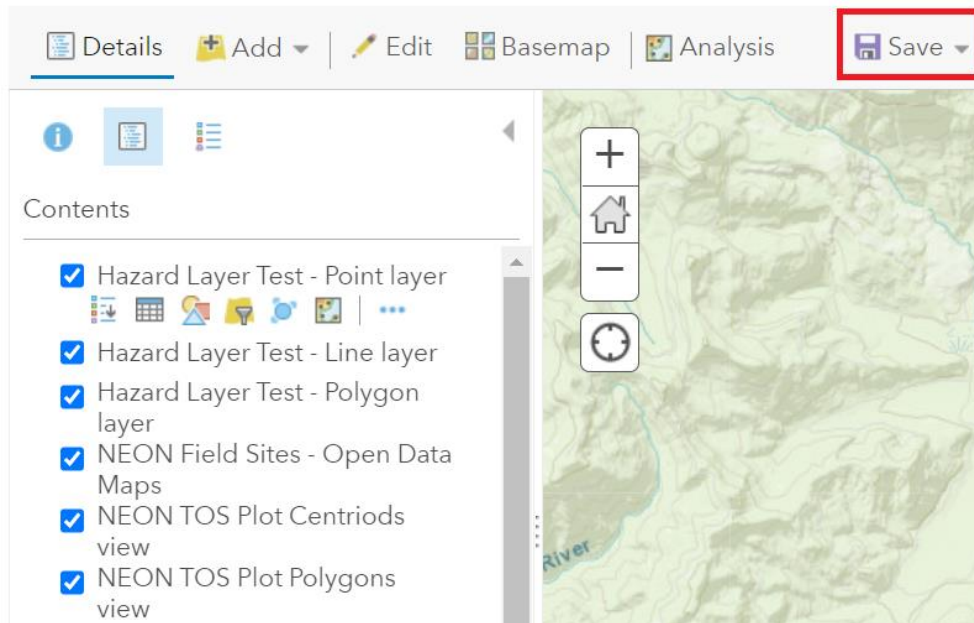 Details Add Edit Basemap Analysis Save
Contents
Hazard Layer Test - Point layer
Hazard Layer Test - Line layer
Hazard Layer Test - Polygon
layer
NEON Field Sites - Open Data
Maps
NEON TOS Plot Centriods
view
NEON TOS Plot Polygons
view
River